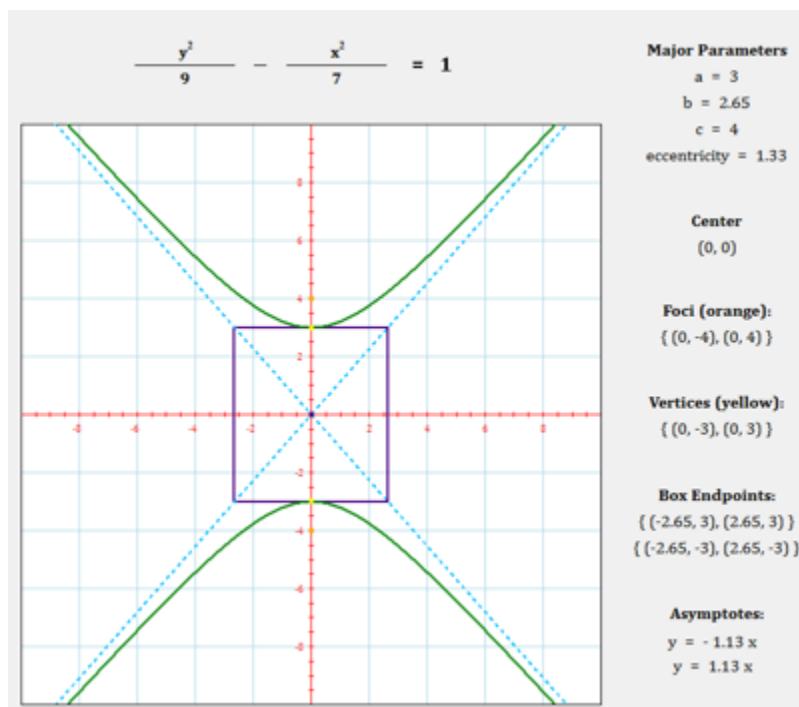 y²/9 − x²/7 = 1
Major Parameters
a = 3
b = 2.65
c = 4
eccentricity = 1.33
Center
(0, 0)
Foci (orange):
{ (0, -4), (0, 4) }
Vertices (yellow):
{ (0, -3), (0, 3) }
Box Endpoints:
{ (-2.65, 3), (2.65, 3) }
{ (-2.65, -3), (2.65, -3) }
Asymptotes:
y = - 1.13 x
y = 1.13 x
8
6
4
2
-8 -6 -4 -2 2 4 6 8
-2
-4
-6
-8